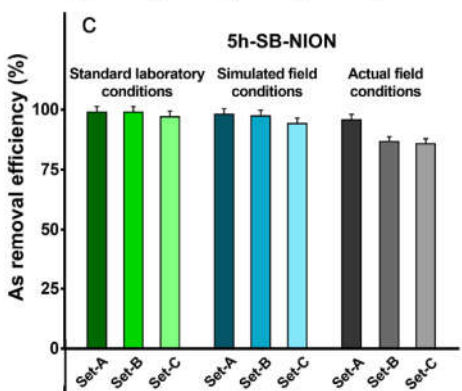 C
5h-SB-NION
Standard laboratory conditions
Simulated field conditions
Actual field conditions
As removal efficiency (%)
100
75
50
25
0
Set-A Set-B Set-C Set-A Set-B Set-C Set-A Set-B Set-C